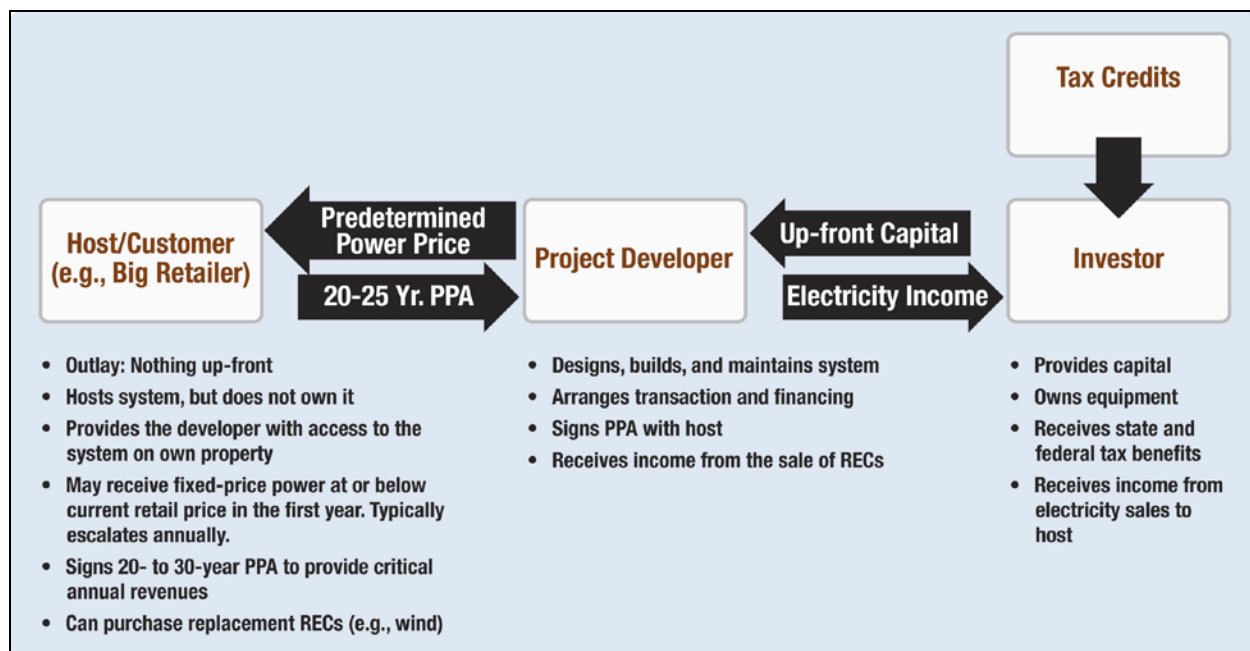 Tax Credits
Host/Customer
(e.g., Big Retailer)
Predetermined
Power Price
20-25 Yr. PPA
Project Developer
Up-front Capital
Electricity Income
Investor
• Outlay: Nothing up-front
• Hosts system, but does not own it
• Provides the developer with access to the
system on own property
• May receive fixed-price power at or below
current retail price in the first year. Typically
escalates annually.
• Signs 20- to 30-year PPA to provide critical
annual revenues
• Can purchase replacement RECs (e.g., wind)
• Designs, builds, and maintains system
• Arranges transaction and financing
• Signs PPA with host
• Receives income from the sale of RECs
• Provides capital
• Owns equipment
• Receives state and
federal tax benefits
• Receives income from
electricity sales to
host